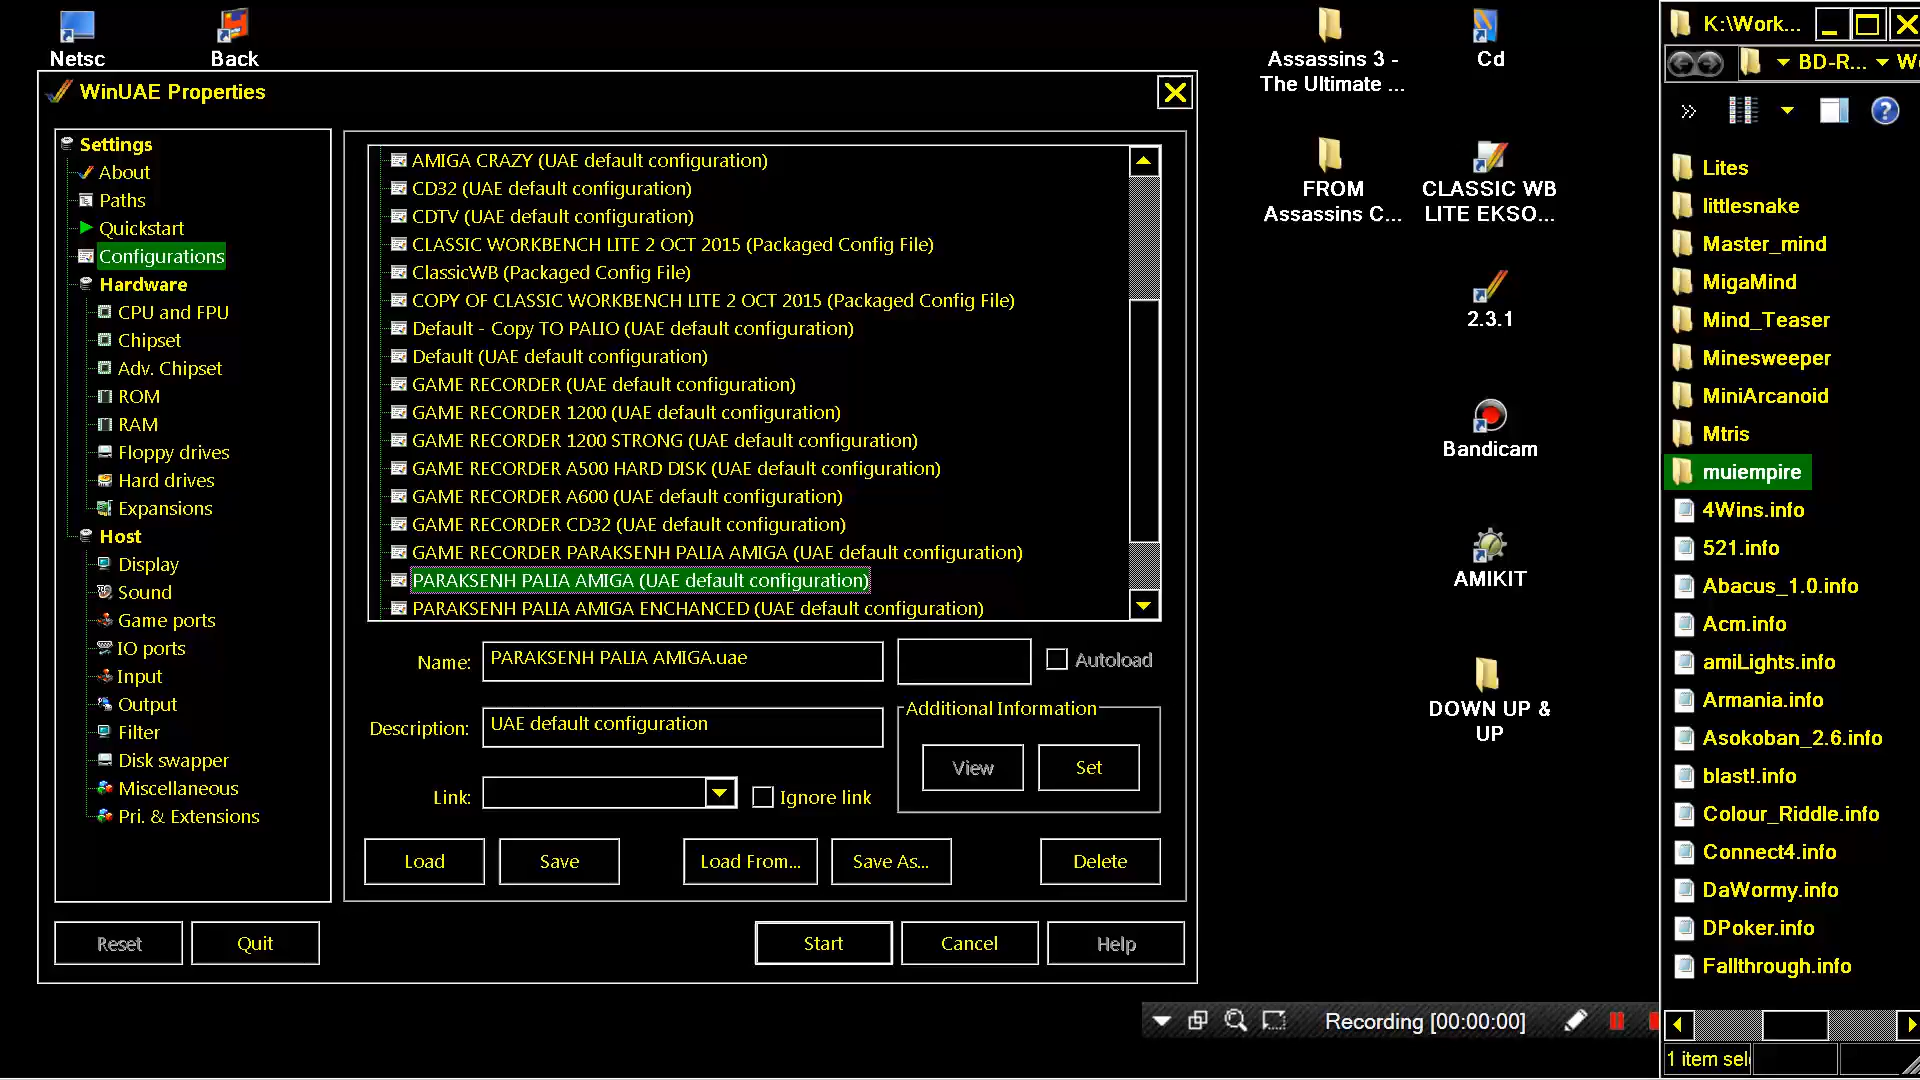 Netsc
Back
WinUAE Properties
Settings
About
Paths
Quickstart
Configurations
Hardware
CPU and FPU
Chipset
Adv. Chipset
ROM
RAM
Floppy drives
Hard drives
Expansions
Host
Display
Sound
Game ports
IO ports
Input
Output
Filter
Disk swapper
Miscellaneous
Pri. & Extensions
Reset
Quit
AMIGA CRAZY (UAE default configuration)
CD32 (UAE default configuration)
CDTV (UAE default configuration)
CLASSIC WORKBENCH LITE 2 OCT 2015 (Packaged Config File)
ClassicWB (Packaged Config File)
COPY OF CLASSIC WORKBENCH LITE 2 OCT 2015 (Packaged Config File)
Default - Copy TO PALIO (UAE default configuration)
Default (UAE default configuration)
GAME RECORDER (UAE default configuration)
GAME RECORDER 1200 (UAE default configuration)
GAME RECORDER 1200 STRONG (UAE default configuration)
GAME RECORDER A500 HARD DISK (UAE default configuration)
GAME RECORDER A600 (UAE default configuration)
GAME RECORDER CD32 (UAE default configuration)
GAME RECORDER PARAKSENH PALIA AMIGA (UAE default configuration)
PARAKSENH PALIA AMIGA (UAE default configuration)
PARAKSENH PALIA AMIGA ENCHANCED (UAE default configuration)
Name: PARAKSENH PALIA AMIGA.uae
Autoload
Description: UAE default configuration
Additional Information
View Set
Link:
Ignore link
Load Save Load From... Save As... Delete
Start Cancel Help
Assassins 3 -
The Ultimate ...
Cd
FROM
Assassins C...
CLASSIC WB
LITE EKSO...
2.3.1
Bandicam
AMIKIT
DOWN UP &
UP
Recording [00:00:00]
K:\Work...
BD-R...
Lites
littlesnake
Master_mind
MigaMind
Mind_Teaser
Minesweeper
MiniArcanoid
Mtris
muiempire
4Wins.info
521.info
Abacus_1.0.info
Acm.info
amiLights.info
Armania.info
Asokoban_2.6.info
blast!.info
Colour_Riddle.info
Connect4.info
DaWormy.info
DPoker.info
Fallthrough.info
1 item sel